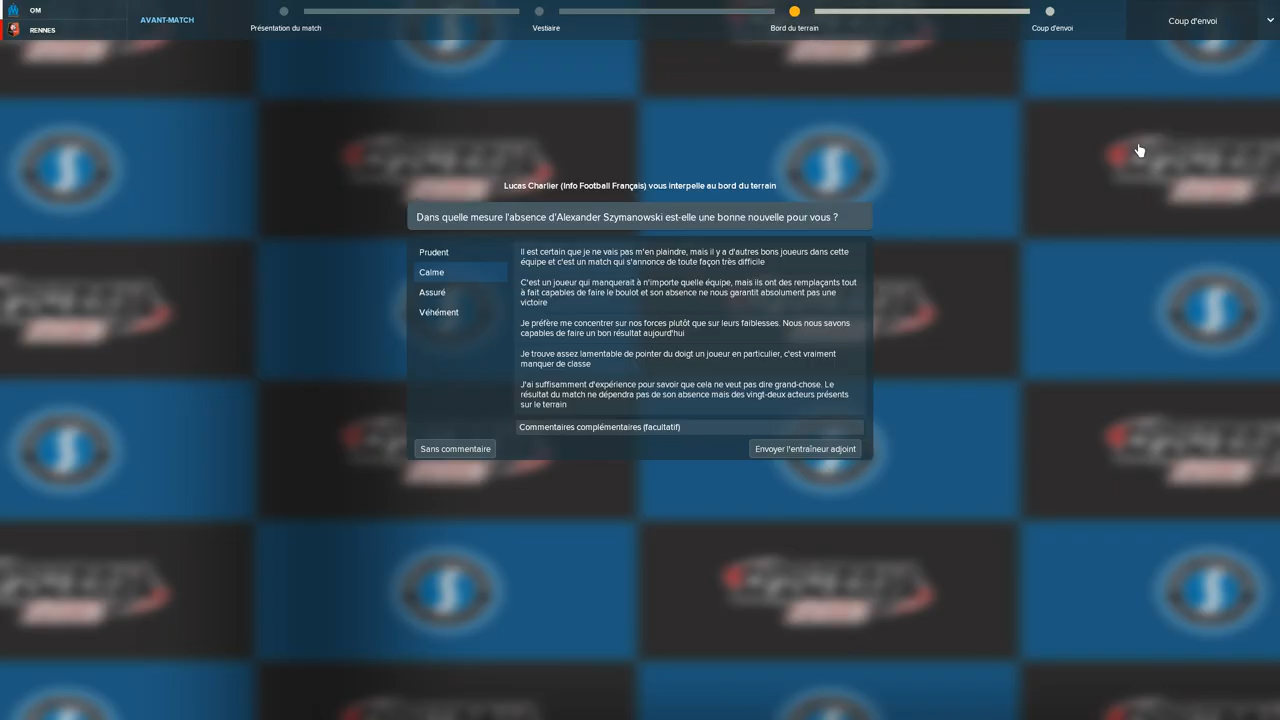 OM
RENNES
AVANT-MATCH
Présentation du match
Vestiaire
Bord du terrain
Coup d'envoi
Coup d'envoi
Lucas Charlier (Info Football Français) vous interpelle au bord du terrain
Dans quelle mesure l'absence d'Alexander Szymanowski est-elle une bonne nouvelle pour vous ?
Prudent
Calme
Assuré
Véhément
Il est certain que je ne vais pas m'en plaindre, mais il y a d'autres bons joueurs dans cette
équipe et c'est un match qui s'annonce de toute façon très difficile
C'est un joueur qui manquerait à n'importe quelle équipe, mais ils ont des remplaçants tout
à fait capables de faire le boulot et son absence ne nous garantit absolument pas une
victoire
Je préfère me concentrer sur nos forces plutôt que sur leurs faiblesses. Nous nous savons
capables de faire un bon résultat aujourd'hui
Je trouve assez lamentable de pointer du doigt un joueur en particulier, c'est vraiment
manquer de classe
J'ai suffisamment d'expérience pour savoir que cela ne veut pas dire grand-chose. Le
résultat du match ne dépendra pas de son absence mais des vingt-deux acteurs présents
sur le terrain
Commentaires complémentaires (facultatif)
Sans commentaire
Envoyer l'entraîneur adjoint